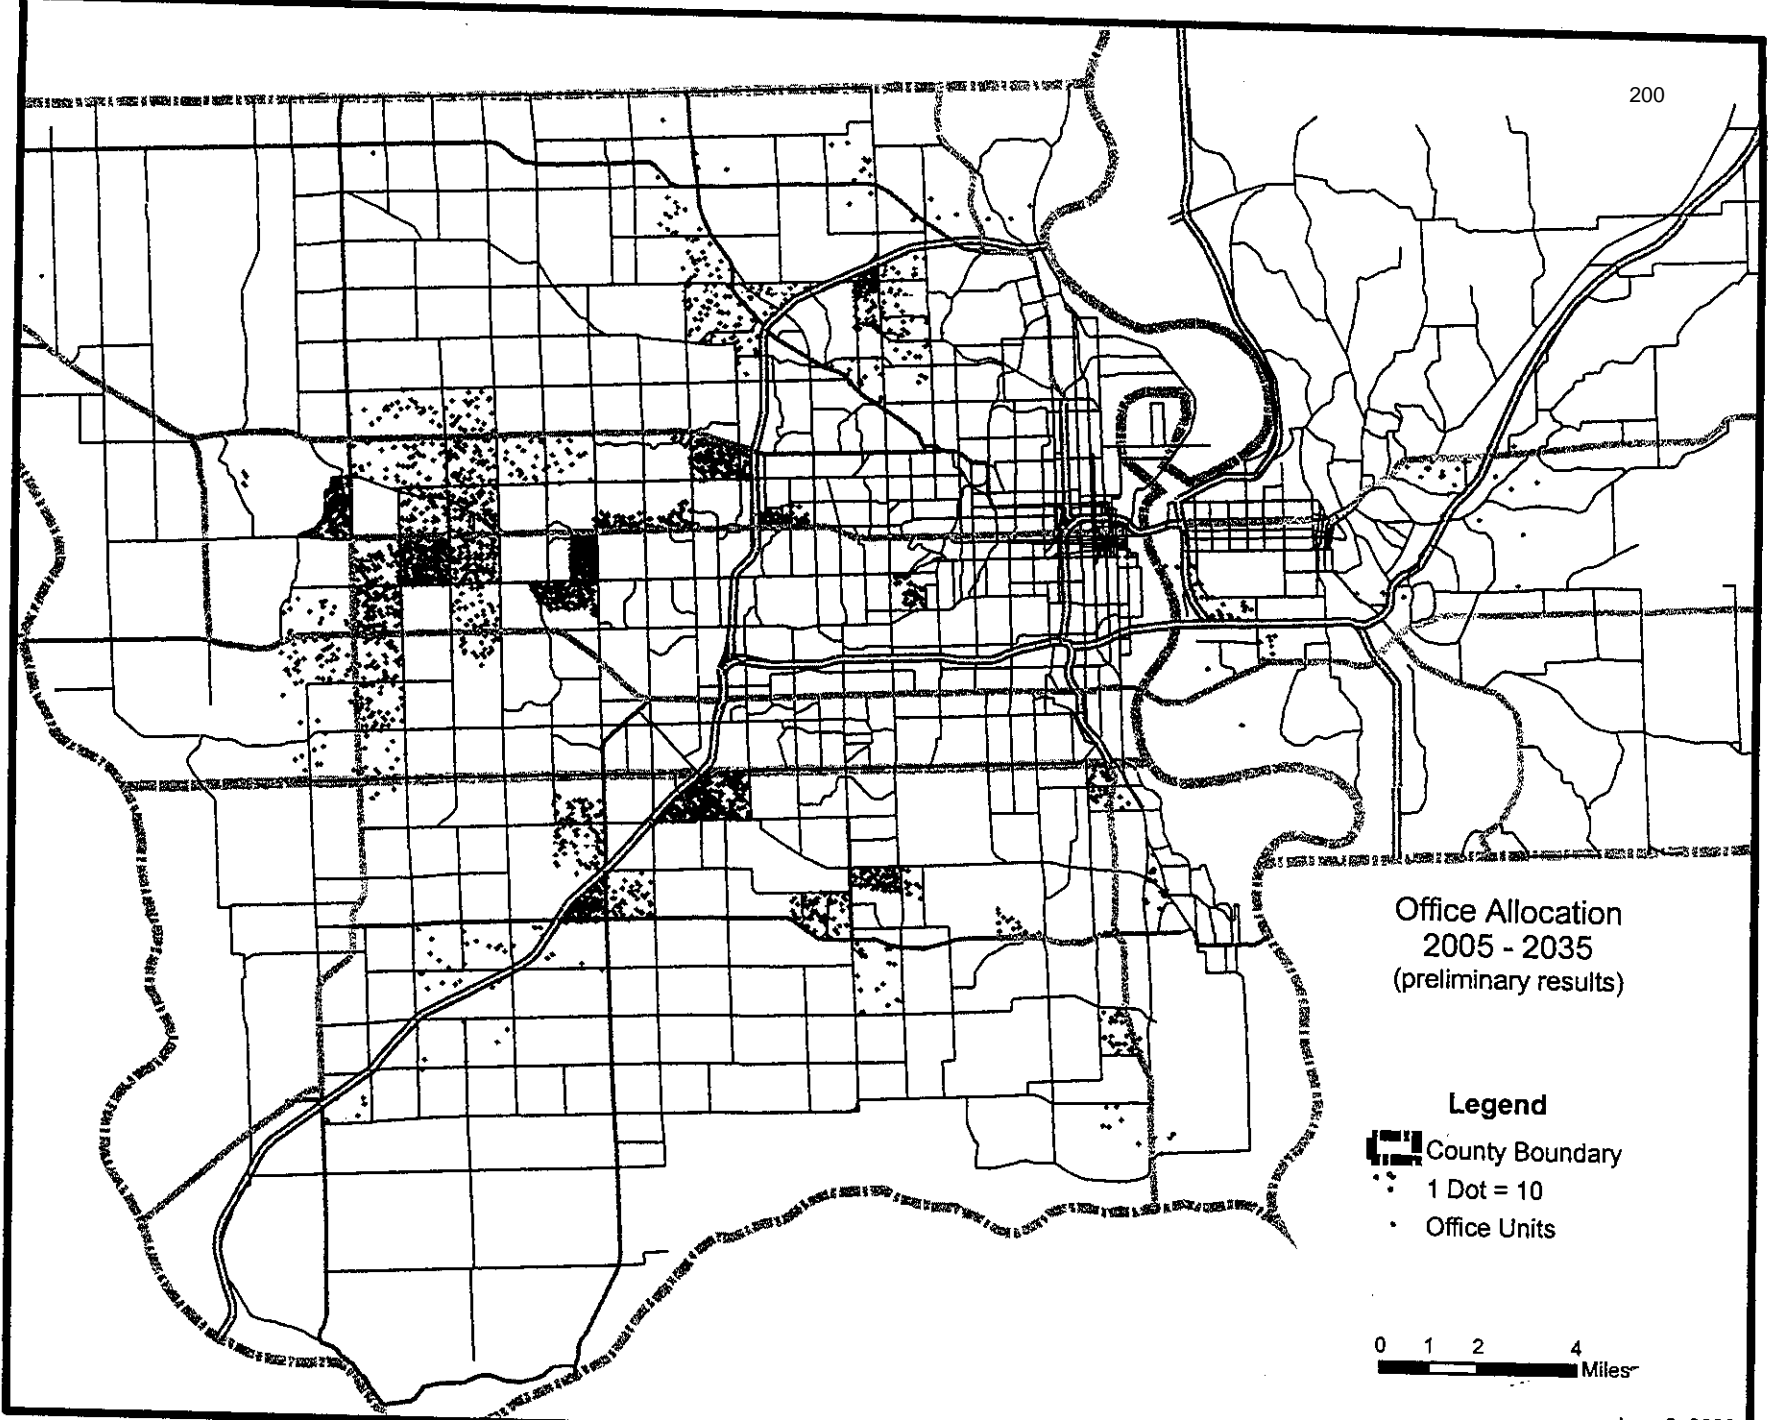 200
Office Allocation
2005 - 2035
(preliminary results)
Legend
County Boundary
1 Dot = 10
Office Units
0 1 2 4
Miles